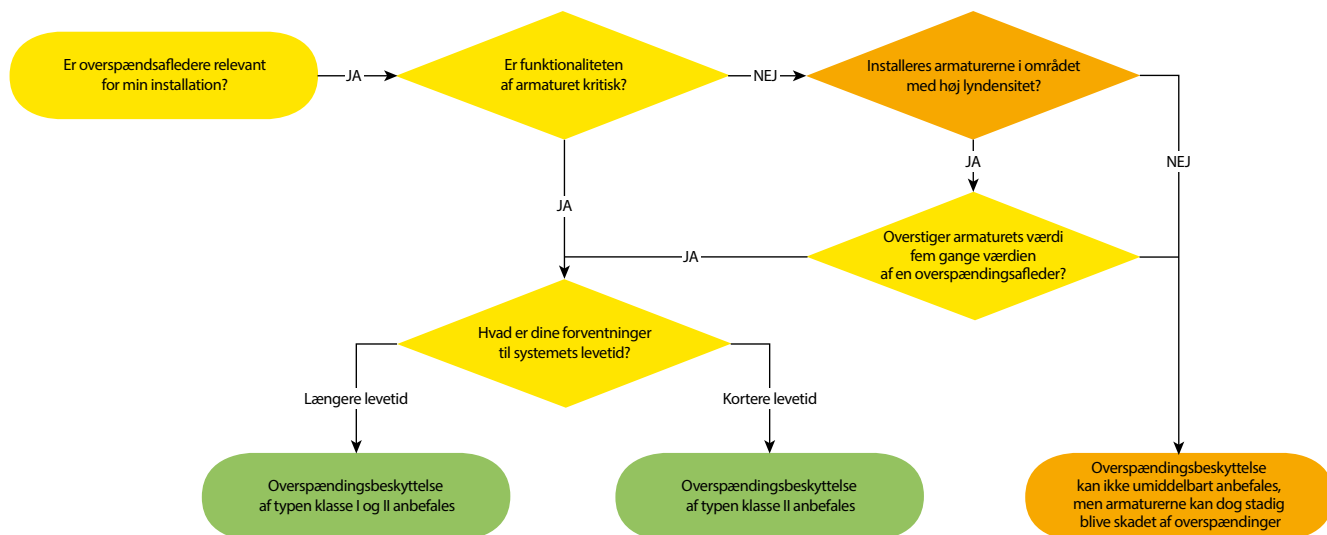 Er overspændsafledere relevant
for min installation?
JA
Er funktionaliteten
af armaturet kritisk?
NEJ
Installeres armaturerne i området
med høj lyndensitet?
JA
NEJ
JA
Overstiger armaturets værdi
fem gange værdien
af en overspændingsafleder?
JA
NEJ
Hvad er dine forventninger
til systemets levetid?
Længere levetid
Kortere levetid
Overspændingsbeskyttelse
af typen klasse I og II anbefales
Overspændingsbeskyttelse
af typen klasse II anbefales
Overspændingsbeskyttelse
kan ikke umiddelbart anbefales,
men armaturerne kan dog stadig
blive skadet af overspændinger